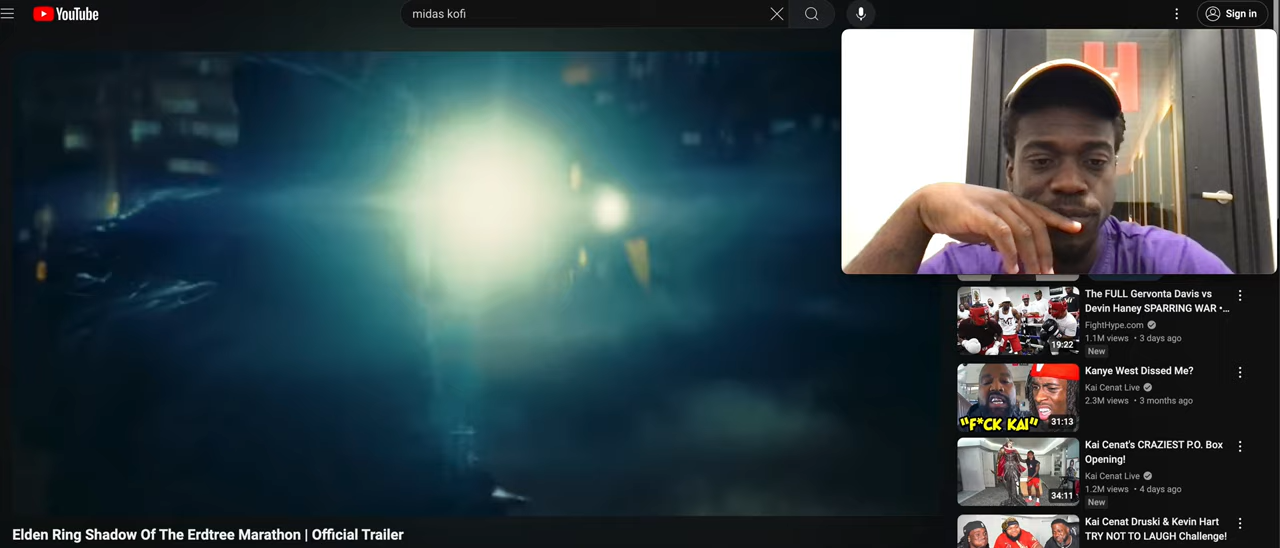 YouTube
midas kofi
Sign in
H
The FULL Gervonta Davis vs
Devin Haney SPARRING WAR •...
FightHype.com
1.1M views • 3 days ago
New
19:22
Kanye West Dissed Me?
Kai Cenat Live
2.3M views • 3 months ago
"F*CK KAI"
31:13
Kai Cenat's CRAZIEST P.O. Box
Opening!
Kai Cenat Live
1.2M views • 4 days ago
New
34:11
Kai Cenat Druski & Kevin Hart
TRY NOT TO LAUGH Challenge!
Elden Ring Shadow Of The Erdtree Marathon | Official Trailer